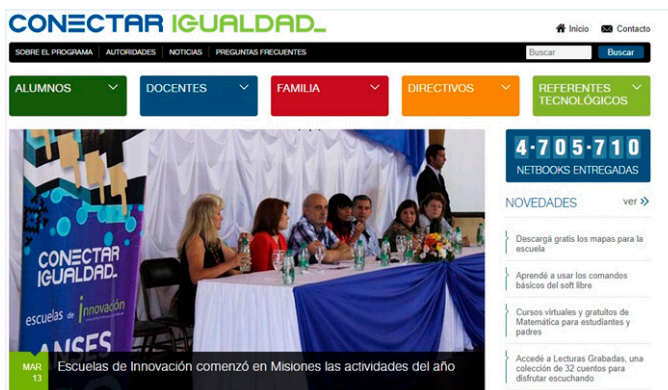 CONECTAR IGUALDAD_
Inicio
Contacto
SOBRE EL PROGRAMA
AUTORIDADES
NOTICIAS
PREGUNTAS FRECUENTES
Buscar
Buscar
ALUMNOS
DOCENTES
FAMILIA
DIRECTIVOS
REFERENTES
TECNOLÓGICOS
CONECTAR
IGUALDAD_
escuelas de innovación
ANSES
MAR
13
Escuelas de Innovación comenzó en Misiones las actividades del año
4.705.710
NETBOOKS ENTREGADAS
NOVEDADES
ver »
Descargá gratis los mapas para la
escuela
Aprendé a usar los comandos
básicos del soft libre
Cursos virtuales y gratuitos de
Matemática para estudiantes y
padres
Accedé a Lecturas Grabadas, una
colección de 32 cuentos para
disfrutar escuchando